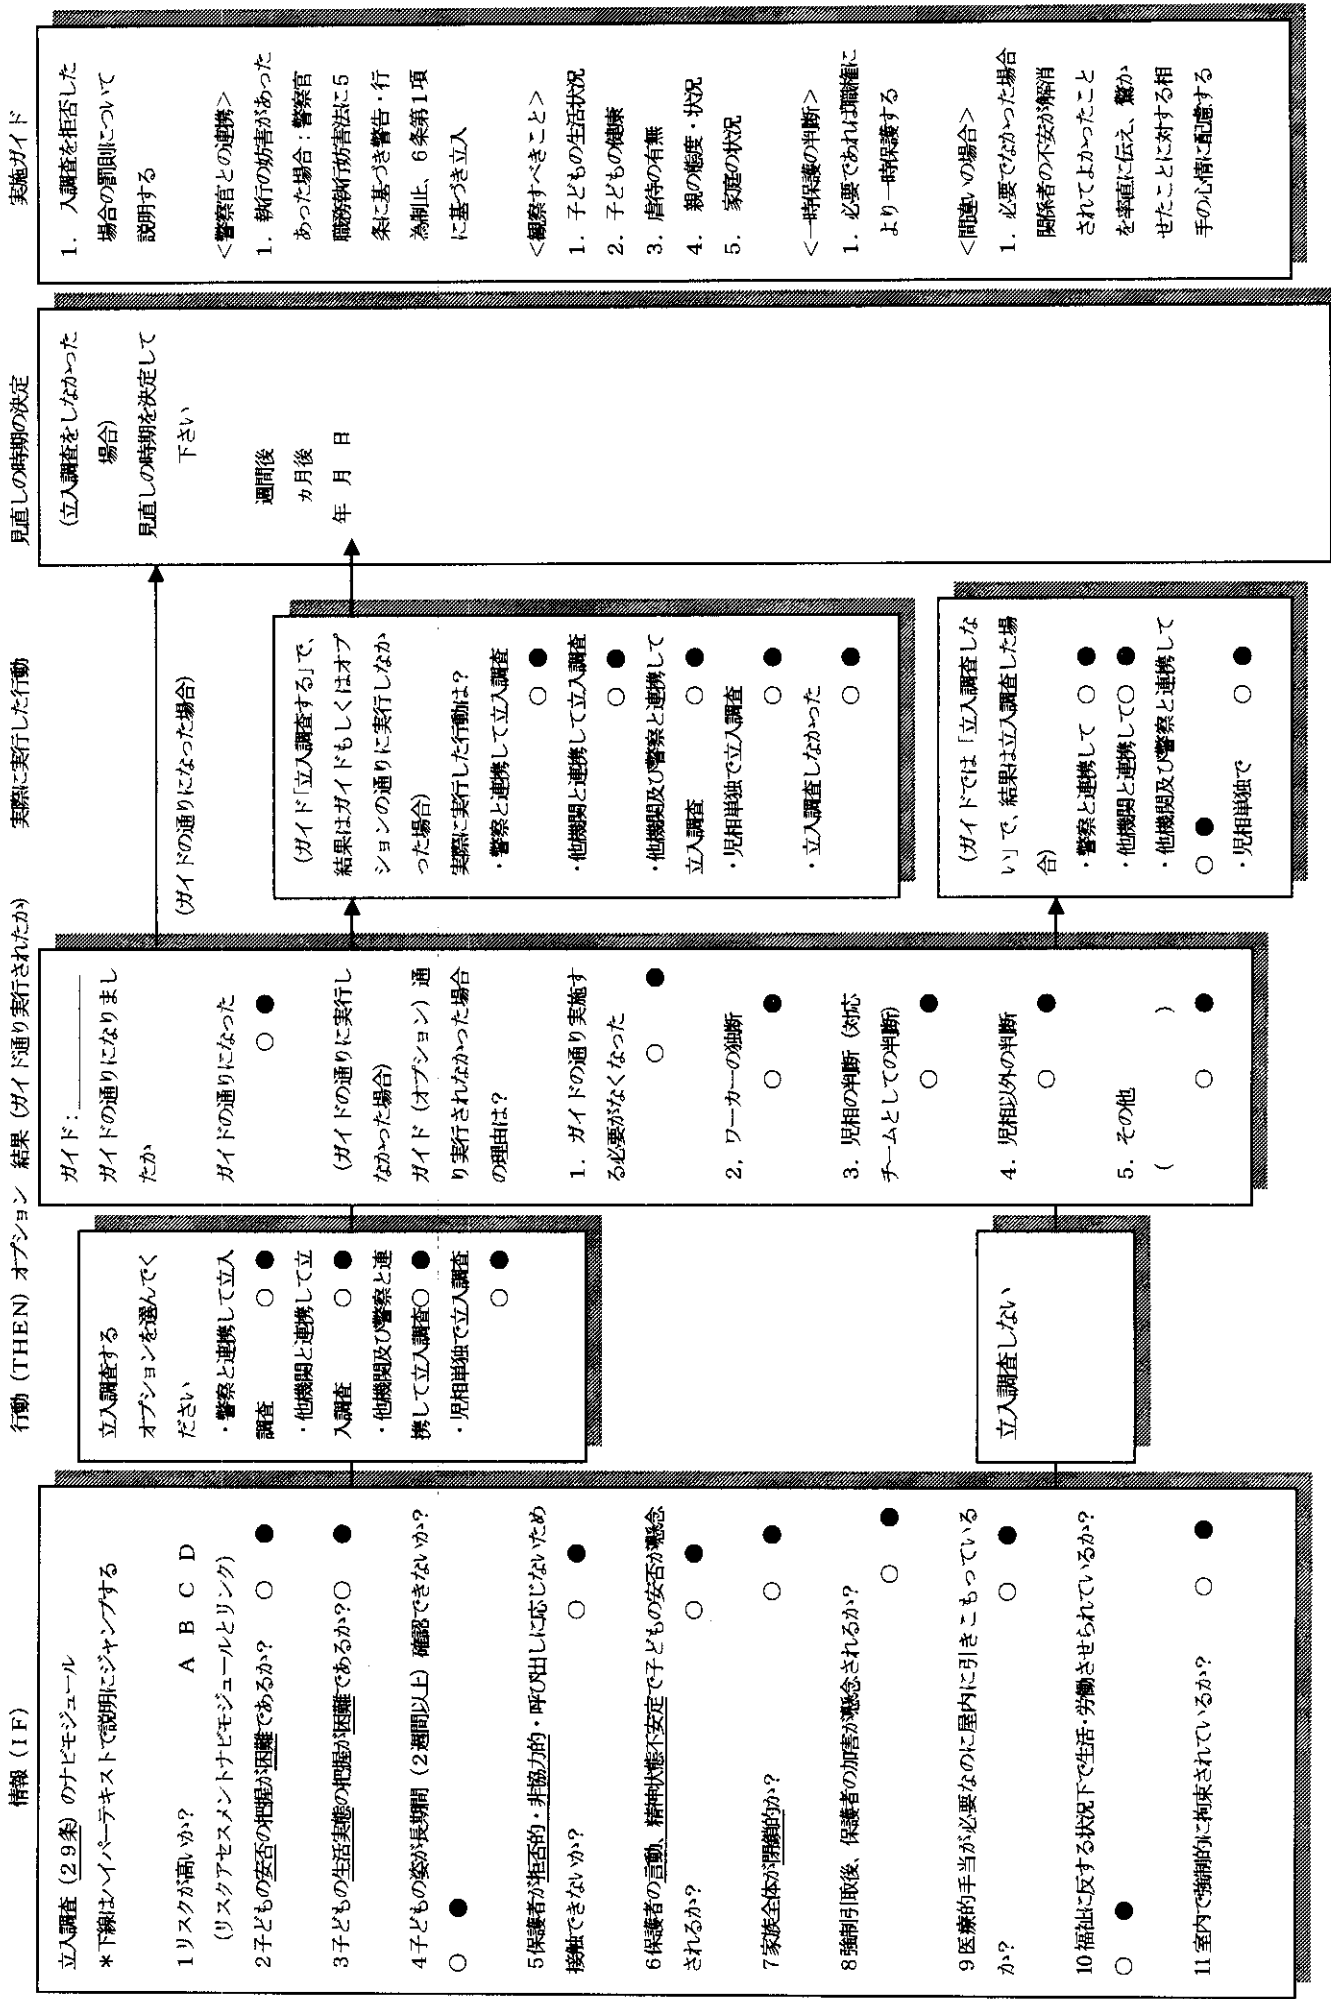 情報 (IF)
立入調査 (29条) のナビモジュール
*下線はハイパーテキストで説明にジャンプする
1リスクが高いか? A B C D
(リスクアセスメントナビモジュールとリンク)
2子どもの安否の把握が困難であるか? ○ ●
3子どもの生活実態の把握が困難であるか?○ ●
4子どもの姿が長期間 (2週間以上) 確認できないか?
○ ●
5保護者が拒否的・非協力的・呼び出しに応じないため
接触できないか? ○ ●
6保護者の言動、精神状態不安定で子どもの安否が懸念
されるか? ○ ●
7家族全体が閉鎖的か? ○ ●
8強制引取後、保護者の加害が懸念されるか?
○ ●
9医療的手当が必要なのに屋内に引きこもっている
か? ○ ●
10福祉に反する状況下で生活・労働させられているか?
○ ●
11室内で強制的に拘束されているか? ○ ●
行動 (THEN) オプション
立入調査する
オプションを選んでく
ださい
・警察と連携して立入
調査 ○ ●
・他機関と連携して立
入調査 ○ ●
・他機関及び警察と連
携して立入調査○ ●
・児相単独で立入調査
○ ●
立入調査しない
結果 (ガイド通り実行されたか)
ガイド:
ガイドの通りになりまし
たか
ガイドの通りになった
○ ●
(ガイドの通りに実行し
なかった場合)
ガイド (オプション) 通
り実行されなかった場合
の理由は?
1. ガイドの通り実施す
る必要がなくなった
○ ●
2, ワーカーの独断
○ ●
3. 児相の判断 (対応
チームとしての判断)
○ ●
4. 児相以外の判断
○ ●
5. その他
( )
○ ●
実際に実行した行動
(ガイドの通りになった場合)
(ガイド「立入調査する」で、
結果はガイドもしくはオプ
ションの通りに実行しなか
った場合)
実際に実行した行動は?
・警察と連携して立入調査
○ ●
・他機関と連携して立入調査
○ ●
・他機関及び警察と連携して
立入調査 ○ ●
・児相単独で立入調査
○ ●
・立入調査しなかった
○ ●
(ガイドでは「立入調査しな
い」で、結果は立入調査した場
合)
・警察と連携して ○ ●
・他機関と連携して○ ●
・他機関及び警察と連携して
○ ●
・児相単独で ○ ●
見直しの時期の決定
(立入調査をしなかった
場合)
見直しの時期を決定して
下さい
週間後
ヵ月後
年 月 日
実施ガイド
1. 入調査を拒否した
場合の罰則について
説明する
<警察官との連携>
1. 執行の妨害があった
あった場合:警察官
職務執行妨害法に5
条に基づき警告・行
為制止、6条第1項
に基づき立入
<観察すべきこと>
1. 子どもの生活状況
2. 子どもの健康
3. 虐待の有無
4. 親の態度・状況
5. 家庭の状況
<一時保護の判断>
1. 必要であれば職権に
より一時保護する
<間違いの場合>
1. 必要でなかった場合
関係者の不安が解消
されてよかったこと
を率直に伝え、驚か
せたことに対する相
手の心情に配慮する